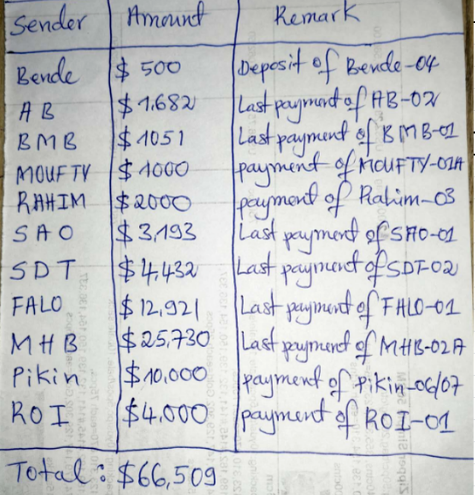 Sender Amount Remark
Bende $ 500 Deposit of Bende-04
AB $ 1,682 Last payment of AB-02
BMB $ 1051 Last payment of BMB-01
MOUFTY $ 1000 payment of MOUFTY-01A
RAHIM $ 2000 payment of Rahim-03
SAO $ 3,193 Last payment of SAO-01
SDT $ 4,432 Last payment of SDT-02
FALO $ 12,921 Last payment of FALO-01
MHB $ 25,730 Last payment of MHB-02A
Pikin $ 10,000 payment of Pikin-06/07
ROI $ 4,000 payment of ROI-01
Total : $66,509